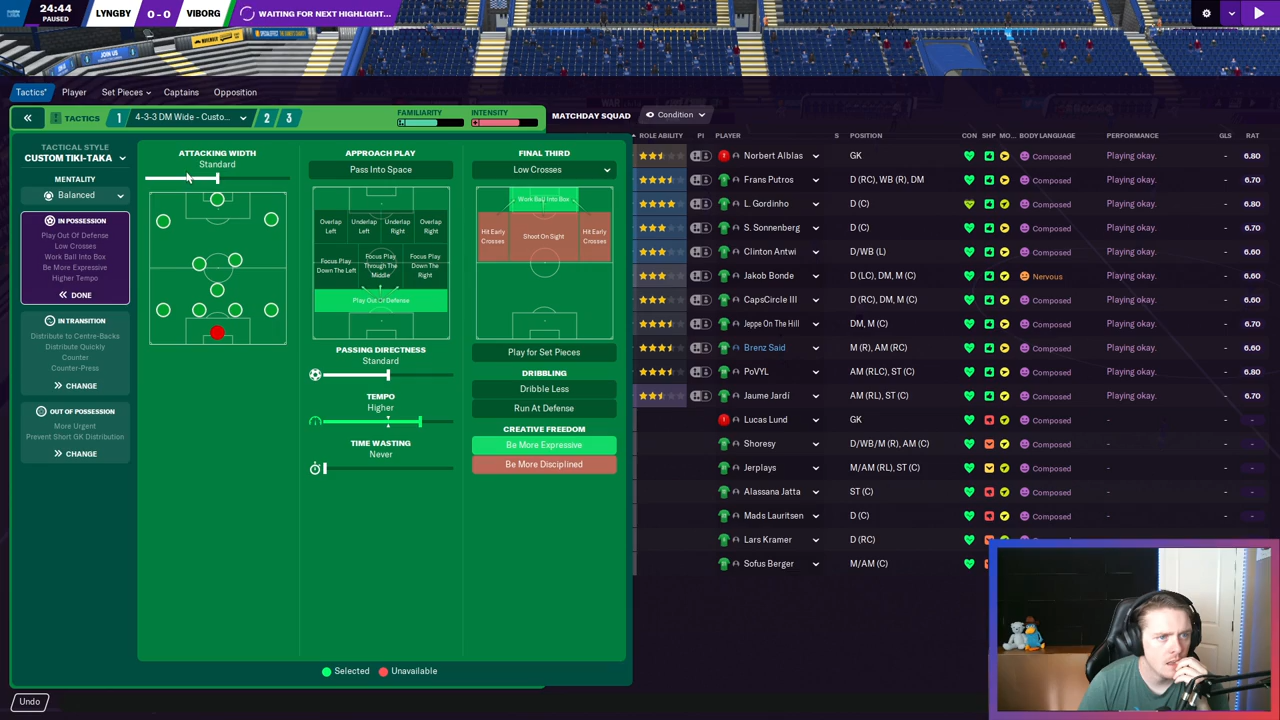 24:44
PAUSED
LYNGBY
0 - 0
VIBORG
WAITING FOR NEXT HIGHLIGHT...
Tactics*
Player
Set Pieces
Captains
Opposition
TACTICS
1
4-3-3 DM Wide - Custo...
2
3
FAMILIARITY
INTENSITY
MATCHDAY SQUAD
Condition
TACTICAL STYLE
CUSTOM TIKI-TAKA
MENTALITY
Balanced
IN POSSESSION
Play Out Of Defense
Low Crosses
Work Ball Into Box
Be More Expressive
Higher Tempo
DONE
IN TRANSITION
Distribute to Centre-Backs
Distribute Quickly
Counter
Counter-Press
CHANGE
OUT OF POSSESSION
More Urgent
Prevent Short GK Distribution
CHANGE
ATTACKING WIDTH
Standard
APPROACH PLAY
Pass Into Space
Overlap Left
Underlap Left
Underlap Right
Overlap Right
Focus Play Down The Left
Focus Play Through The Middle
Focus Play Down The Right
Play Out Of Defense
PASSING DIRECTNESS
Standard
TEMPO
Higher
TIME WASTING
Never
FINAL THIRD
Low Crosses
Work Ball Into Box
Hit Early Crosses
Shoot On Sight
Hit Early Crosses
Play for Set Pieces
DRIBBLING
Dribble Less
Run At Defense
CREATIVE FREEDOM
Be More Expressive
Be More Disciplined
Selected
Unavailable
Undo
ROLE ABILITY PI PLAYER S POSITION CON SHP MO... BODY LANGUAGE PERFORMANCE GLS RAT
Norbert Alblas GK Composed Playing okay. - 6.80
Frans Putros D (RC), WB (R), DM Composed Playing okay. - 6.70
L. Gordinho D (C) Composed Playing okay. - 6.80
S. Sonnenberg D (C) Composed Playing okay. - 6.70
Clinton Antwi D/WB (L) Composed Playing okay. - 6.60
Jakob Bonde D (LC), DM, M (C) Nervous Playing okay. - 6.60
CapsCircle III D (RC), DM, M (C) Composed Playing okay. - 6.60
Jeppe On The Hill DM, M (C) Composed Playing okay. - 6.70
Brenz Said M (R), AM (RC) Composed Playing okay. - 6.60
PoVYL AM (RLC), ST (C) Composed Playing okay. - 6.80
Jaume Jardí AM (RL), ST (C) Composed Playing okay. - 6.70
Lucas Lund GK Composed - - -
Shoresy D/WB/M (R), AM (R) Composed - - -
Jerplays M/AM (RL), ST (C) Composed - - -
Alassana Jatta ST (C) Composed - - -
Mads Lauritsen D (C) Composed - - -
Lars Kramer D (RC)
Sofus Berger M/AM (C)